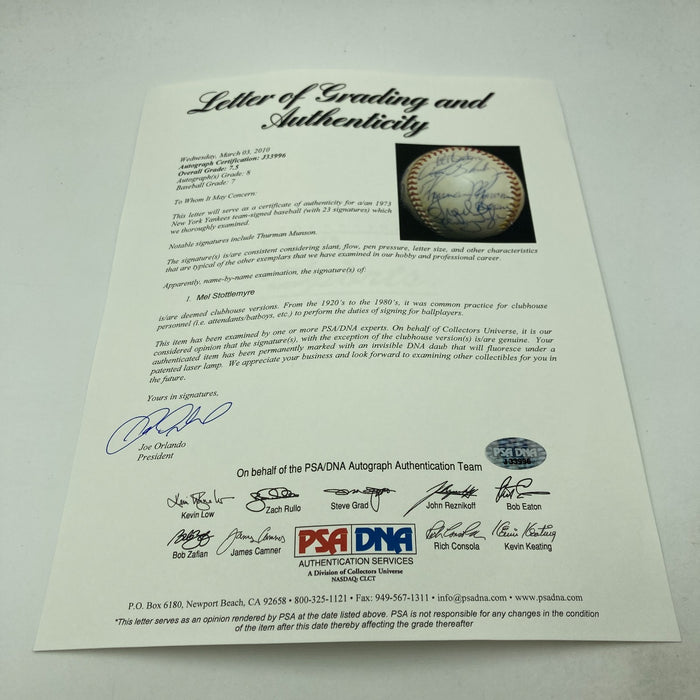 Letter of Grading and
Authenticity
Wednesday, March 03, 2010
Autograph Certification: J33996
Overall Grade: 7.5
Autograph(s) Grade: 8
Baseball Grade: 7
To Whom It May Concern:
This letter will serve as a certificate of authenticity for a/an 1973
New York Yankees team-signed baseball (with 23 signatures) which
we thoroughly examined.
Notable signatures include Thurman Munson.
The signature(s) is/are consistent considering slant, flow, pen pressure, letter size, and other characteristics
that are typical of the other exemplars that we have examined in our hobby and professional career.
Apparently, name-by-name examination, the signature(s) of:
1. Mel Stottlemyre
is/are deemed clubhouse versions. From the 1920's to the 1980's, it was common practice for clubhouse
personnel (i.e. attendants/batboys, etc.) to perform the duties of signing for ballplayers.
This item has been examined by one or more PSA/DNA experts. On behalf of Collectors Universe, it is our
considered opinion that the signature(s), with the exception of the clubhouse version(s) is/are genuine. Your
authenticated item has been permanently marked with an invisible DNA daub that will fluoresce under a
patented laser lamp. We appreciate your business and look forward to examining other collectibles for you in
the future.
Yours in signatures,
Joe Orlando
President
PSA/DNA
J33996
On behalf of the PSA/DNA Autograph Authentication Team
Kevin Low
Zach Rullo
Steve Grad
John Reznikoff
Bob Eaton
Bob Zafian
James Camner
Rich Consola
Kevin Keating
PSA DNA
AUTHENTICATION SERVICES
A Division of Collectors Universe
NASDAQ: CLCT
P.O. Box 6180, Newport Beach, CA 92658 • 800-325-1121 • Fax: 949-567-1311 • info@psadna.com • www.psadna.com
*This letter serves as an opinion rendered by PSA at the date listed above. PSA is not responsible for any changes in the condition
of the item after this date thereby affecting the grade thereafter